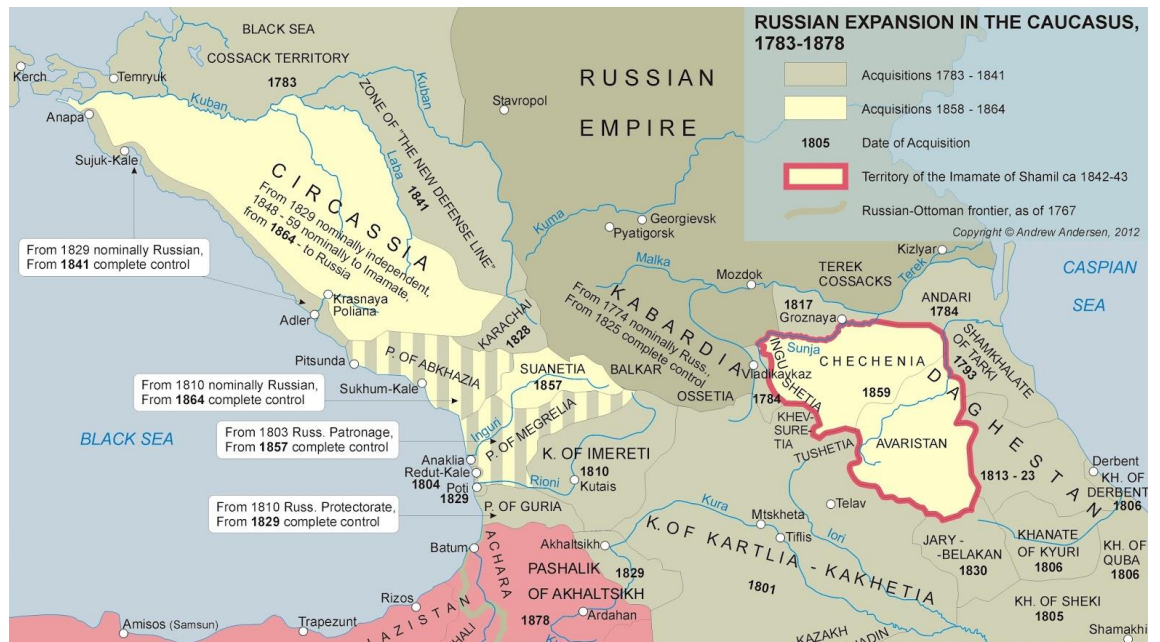 RUSSIAN EXPANSION IN THE CAUCASUS,
1783-1878
Acquisitions 1783 - 1841
Acquisitions 1858 - 1864
1805 Date of Acquisition
Territory of the Imamate of Shamil ca 1842-43
Russian-Ottoman frontier, as of 1767
Copyright © Andrew Andersen, 2012
BLACK SEA
COSSACK TERRITORY
1783
Kerch
Temryuk
Kuban
Kuban
Anapa
Sujuk-Kale
Laba
ZONE OF "THE NEW DEFENSE LINE"
1841
Stavropol
RUSSIAN
EMPIRE
CIRCASSIA
From 1829 nominally independent,
1848 - 59 nominally to Imamate,
from 1864 - to Russia
From 1829 nominally Russian,
From 1841 complete control
Krasnaya
Poliana
Adler
Kuma
Georgievsk
Pyatigorsk
Malka
Mozdok
KABARDIA
From 1774 nominally Russ.,
From 1825 complete control
Kizlyar
TEREK
COSSACKS
Terek
CASPIAN
SEA
1817
Groznaya
ANDARI
1784
SHAMKHALATE
OF TARKI
1793
KARACHAI
1828
Pitsunda
P. OF ABKHAZIA
Sukhum-Kale
SUANETIA
1857
BALKAR
OSSETIA
Vladikavkaz
1784
INGUSHETIA
Sunja
CHECHENIA
1859
DAGHESTAN
1813 - 23
From 1810 nominally Russian,
From 1864 complete control
From 1803 Russ. Patronage,
From 1857 complete control
From 1810 Russ. Protectorate,
From 1829 complete control
BLACK SEA
Inguri
P. OF MEGRELIA
K. OF IMERETI
1810
Kutais
KHEV-
SURE-
TIA
TUSHETIA
AVARISTAN
Anaklia
Redut-Kale
1804
Poti
1829
Rioni
P. OF GURIA
Derbent
KH. OF
DERBENT
1806
Telav
Kura
Mtskheta
Tiflis
Iori
K. OF KARTLIA - KAKHETIA
1801
JARY-
-BELAKAN
1830
KHANATE
OF KYURI
1806
KH. OF
QUBA
1806
KH. OF SHEKI
1805
Shamakhi
Batum
ACHARA
Akhaltsikh
1829
PASHALIK
OF AKHALTSIKH
1878
Ardahan
Rizos
LAZISTAN
Amisos (Samsun)
Trapezunt
KAZAKH